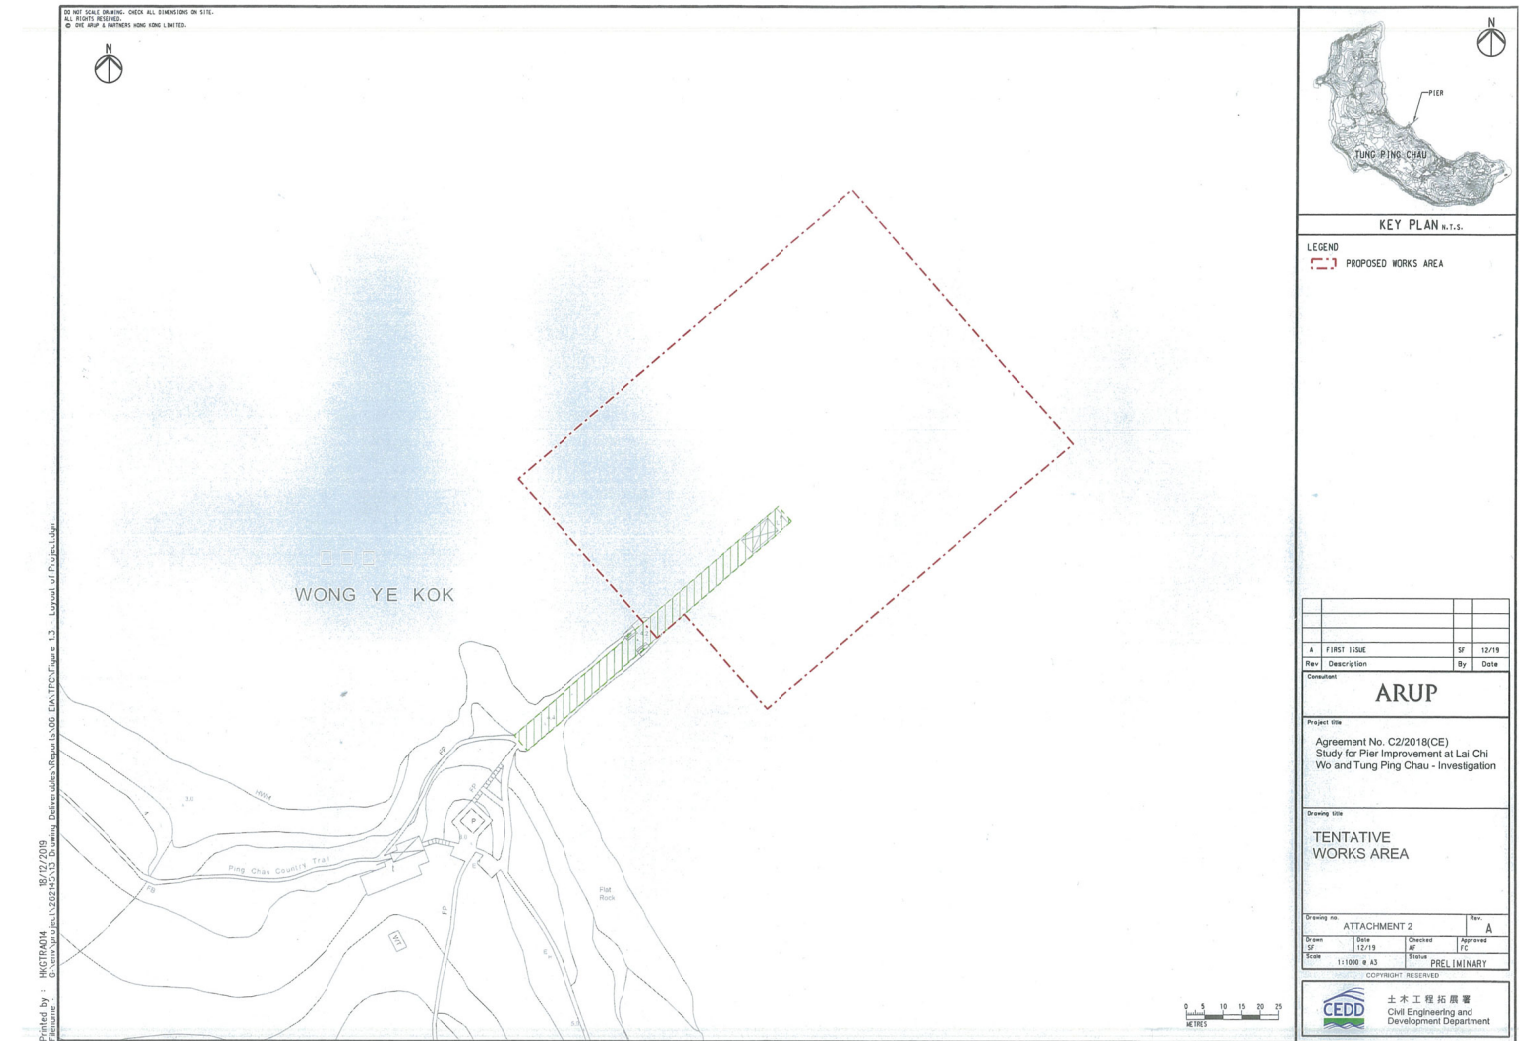 DO NOT SCALE DRAWING. CHECK ALL DIMENSIONS ON SITE.
ALL RIGHTS RESERVED.
© OVE ARUP & PARTNERS HONG KONG LIMITED.
N
N
PIER
TUNG PING CHAU
KEY PLAN N.T.S.
LEGEND
PROPOSED WORKS AREA
WONG YE KOK
HWM
FP
FP
P
Ping Chau Country Trail
FB
FP
WT
Flat
Rock
0 5 10 15 20 25
METRES
A FIRST ISSUE SF 12/19
Rev Description By Date
Consultant
ARUP
Project title
Agreement No. C2/2018(CE)
Study for Pier Improvement at Lai Chi
Wo and Tung Ping Chau - Investigation
Drawing title
TENTATIVE
WORKS AREA
Drawing no. Rev.
ATTACHMENT 2 A
Drawn Date Checked Approved
SF 12/19 AF FC
Scale Status
1:1000 @ A3 PRELIMINARY
COPYRIGHT RESERVED
CEDD
土木工程拓展署
Civil Engineering and
Development Department
Printed by : HKGTRA014 18/12/2019